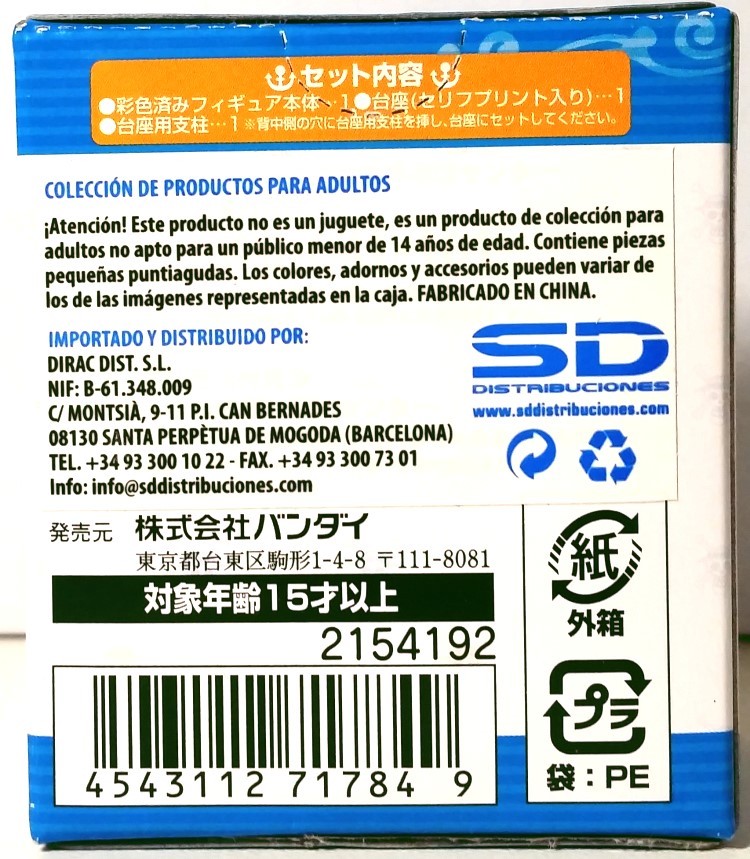 セット内容
●彩色済みフィギュア本体…1 ●台座(セリフプリント入り)…1
●台座用支柱…1 ※背中側の穴に台座用支柱を挿し、台座にセットしてください。
COLECCIÓN DE PRODUCTOS PARA ADULTOS
¡Atención! Este producto no es un juguete, es un producto de colección para
adultos no apto para un público menor de 14 años de edad. Contiene piezas
pequeñas puntiagudas. Los colores, adornos y accesorios pueden variar de
los de las imágenes representadas en la caja. FABRICADO EN CHINA.
IMPORTADO Y DISTRIBUIDO POR:
DIRAC DIST. S.L.
NIF: B-61.348.009
C/ MONTSIÀ, 9-11 P.I. CAN BERNADES
08130 SANTA PERPÈTUA DE MOGODA (BARCELONA)
TEL. +34 93 300 10 22 - FAX. +34 93 300 73 01
Info: info@sddistribuciones.com
SD
DISTRIBUCIONES
www.sddistribuciones.com
発売元 株式会社バンダイ
東京都台東区駒形1-4-8 〒111-8081
対象年齢15才以上
2154192
4543112 71784 9
紙
外箱
プラ
袋:PE